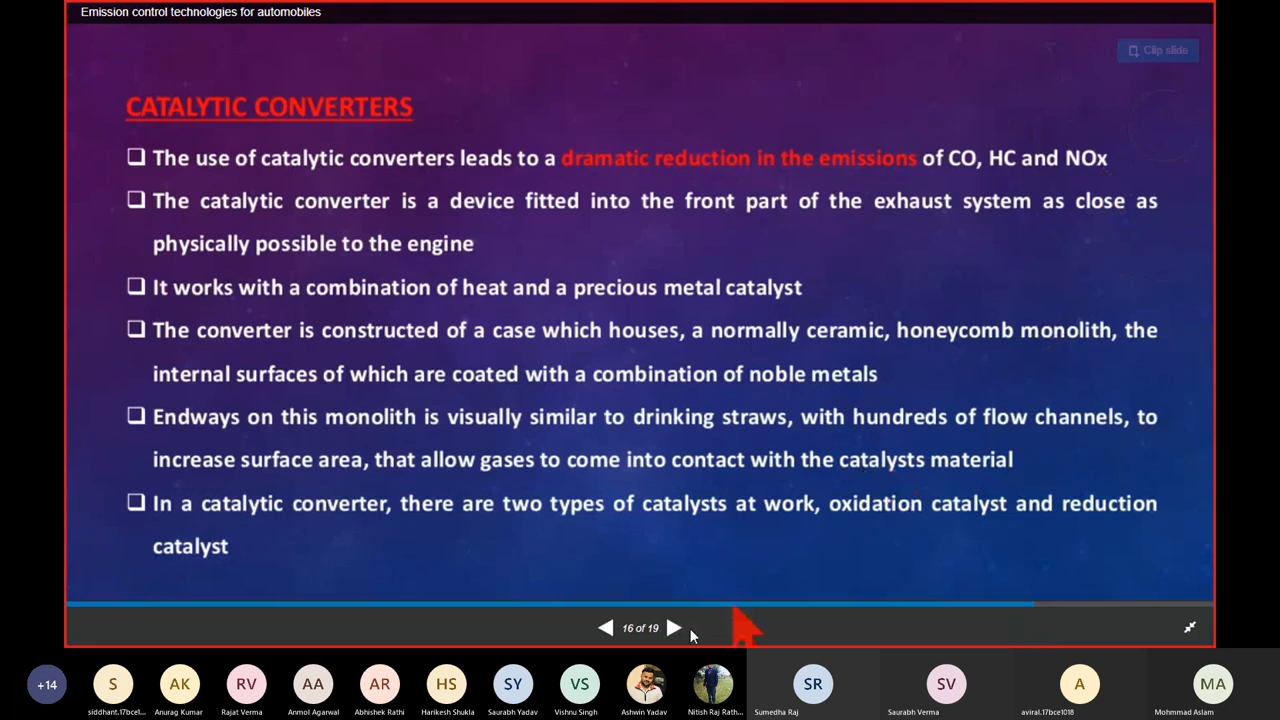 Emission control technologies for automobiles
Clip slide
CATALYTIC CONVERTERS
The use of catalytic converters leads to a dramatic reduction in the emissions of CO, HC and NOx
The catalytic converter is a device fitted into the front part of the exhaust system as close as
physically possible to the engine
It works with a combination of heat and a precious metal catalyst
The converter is constructed of a case which houses, a normally ceramic, honeycomb monolith, the
internal surfaces of which are coated with a combination of noble metals
Endways on this monolith is visually similar to drinking straws, with hundreds of flow channels, to
increase surface area, that allow gases to come into contact with the catalysts material
In a catalytic converter, there are two types of catalysts at work, oxidation catalyst and reduction
catalyst
16 of 19
+14 S AK RV AA AR HS SY VS SR SV A MA
siddhant.17bce1... Anurag Kumar Rajat Verma Anmol Agarwal Abhishek Rathi Harikesh Shukla Saurabh Yadav Vishnu Singh Ashwin Yadav Nitish Raj Rath... Sumedha Raj Saurabh Verma aviral.17bce1018 Mohmmad Aslam